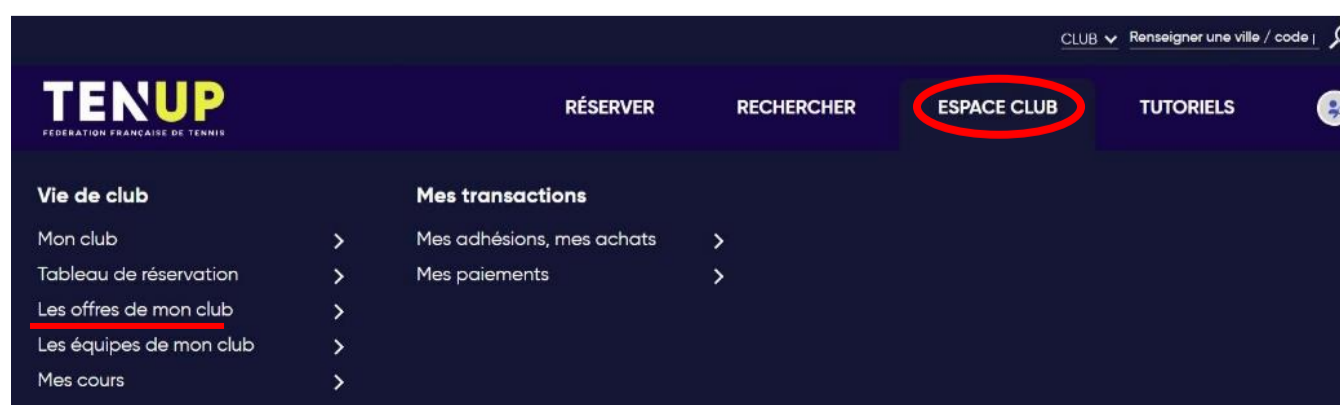 CLUB Renseigner une ville / code
TENUP
FÉDÉRATION FRANÇAISE DE TENNIS
RÉSERVER RECHERCHER ESPACE CLUB TUTORIELS
Vie de club Mes transactions
Mon club Mes adhésions, mes achats
Tableau de réservation Mes paiements
Les offres de mon club
Les équipes de mon club
Mes cours